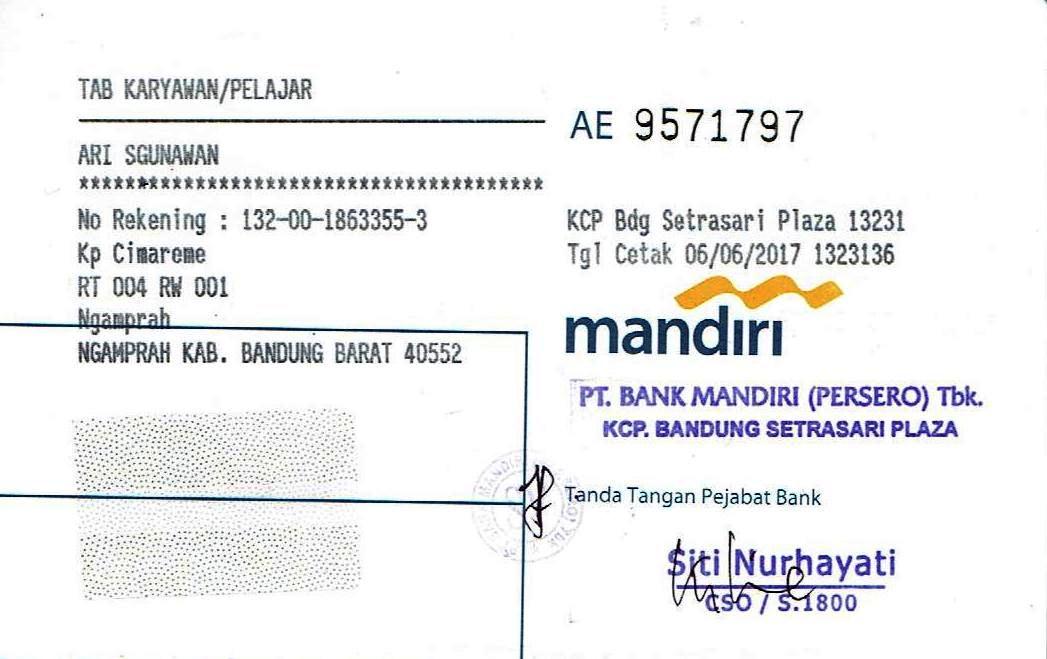 TAB KARYAWAN/PELAJAR
ARI SGUNAWAN
*****************************************
No Rekening : 132-00-1863355-3
Kp Cimareme
RT 004 RW 001
Ngamprah
NGAMPRAH KAB. BANDUNG BARAT 40552
AE 9571797
KCP Bdg Setrasari Plaza 13231
Tgl Cetak 06/06/2017 1323136
mandiri
PT. BANK MANDIRI (PERSERO) Tbk.
KCP. BANDUNG SETRASARI PLAZA
MANDIRI
Tanda Tangan Pejabat Bank
Siti Nurhayati
CSO / S.1800